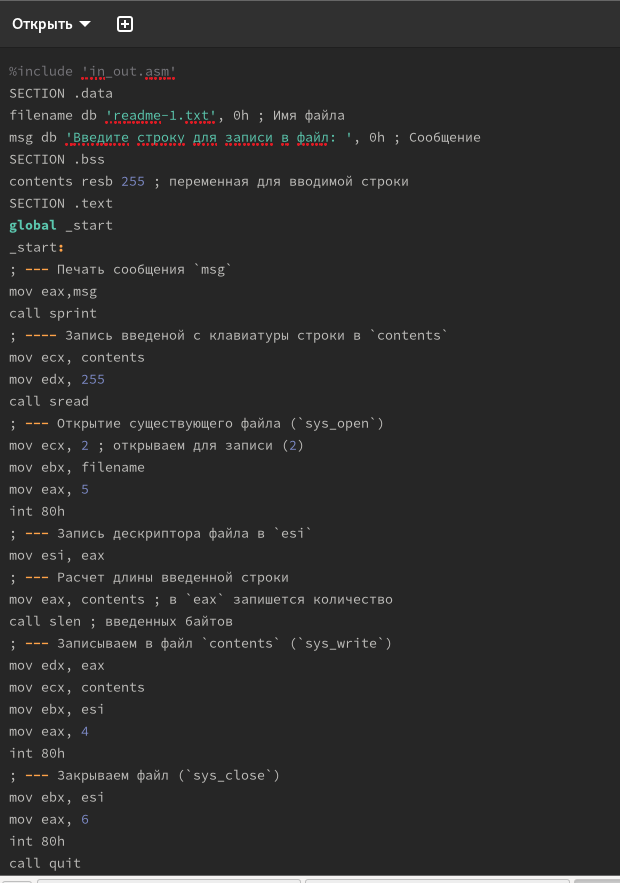 Открыть
%include 'in_out.asm'
SECTION .data
filename db 'readme-1.txt', 0h ; Имя файла
msg db 'Введите строку для записи в файл: ', 0h ; Сообщение
SECTION .bss
contents resb 255 ; переменная для вводимой строки
SECTION .text
global _start
_start:
; --- Печать сообщения `msg`
mov eax,msg
call sprint
; ---- Запись введеной с клавиатуры строки в `contents`
mov ecx, contents
mov edx, 255
call sread
; --- Открытие существующего файла (`sys_open`)
mov ecx, 2 ; открываем для записи (2)
mov ebx, filename
mov eax, 5
int 80h
; --- Запись дескриптора файла в `esi`
mov esi, eax
; --- Расчет длины введенной строки
mov eax, contents ; в `eax` запишется количество
call slen ; введенных байтов
; --- Записываем в файл `contents` (`sys_write`)
mov edx, eax
mov ecx, contents
mov ebx, esi
mov eax, 4
int 80h
; --- Закрываем файл (`sys_close`)
mov ebx, esi
mov eax, 6
int 80h
call quit